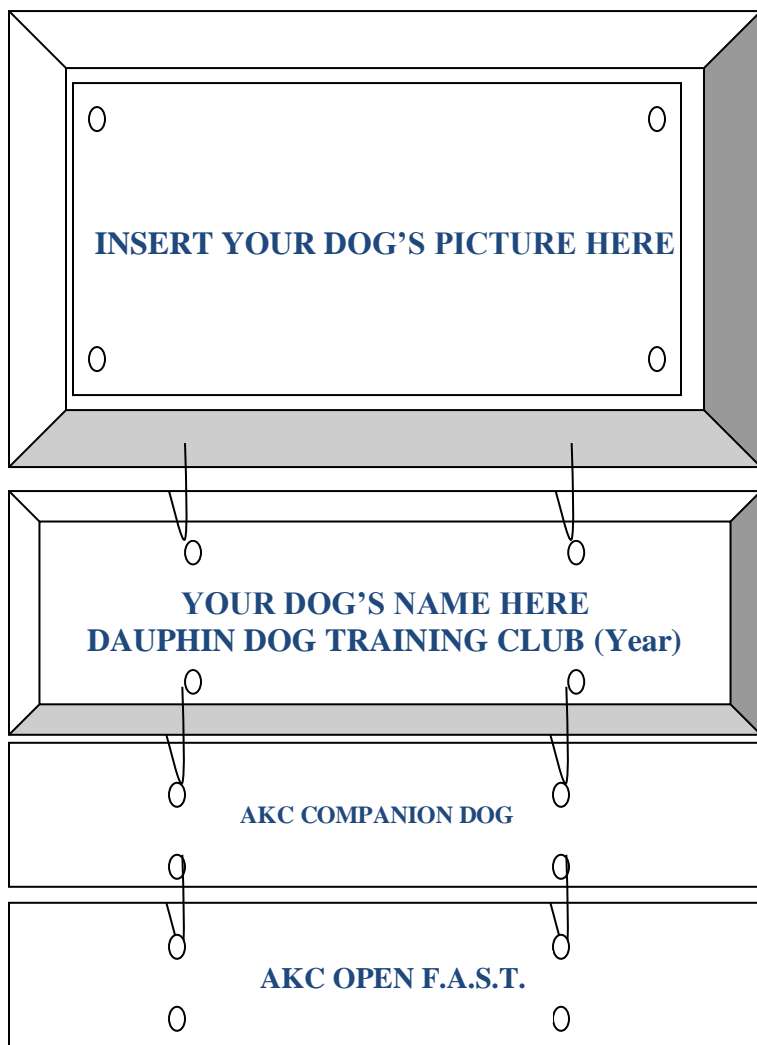 INSERT YOUR DOG’S PICTURE HERE
YOUR DOG’S NAME HERE
DAUPHIN DOG TRAINING CLUB (Year)
AKC COMPANION DOG
AKC OPEN F.A.S.T.